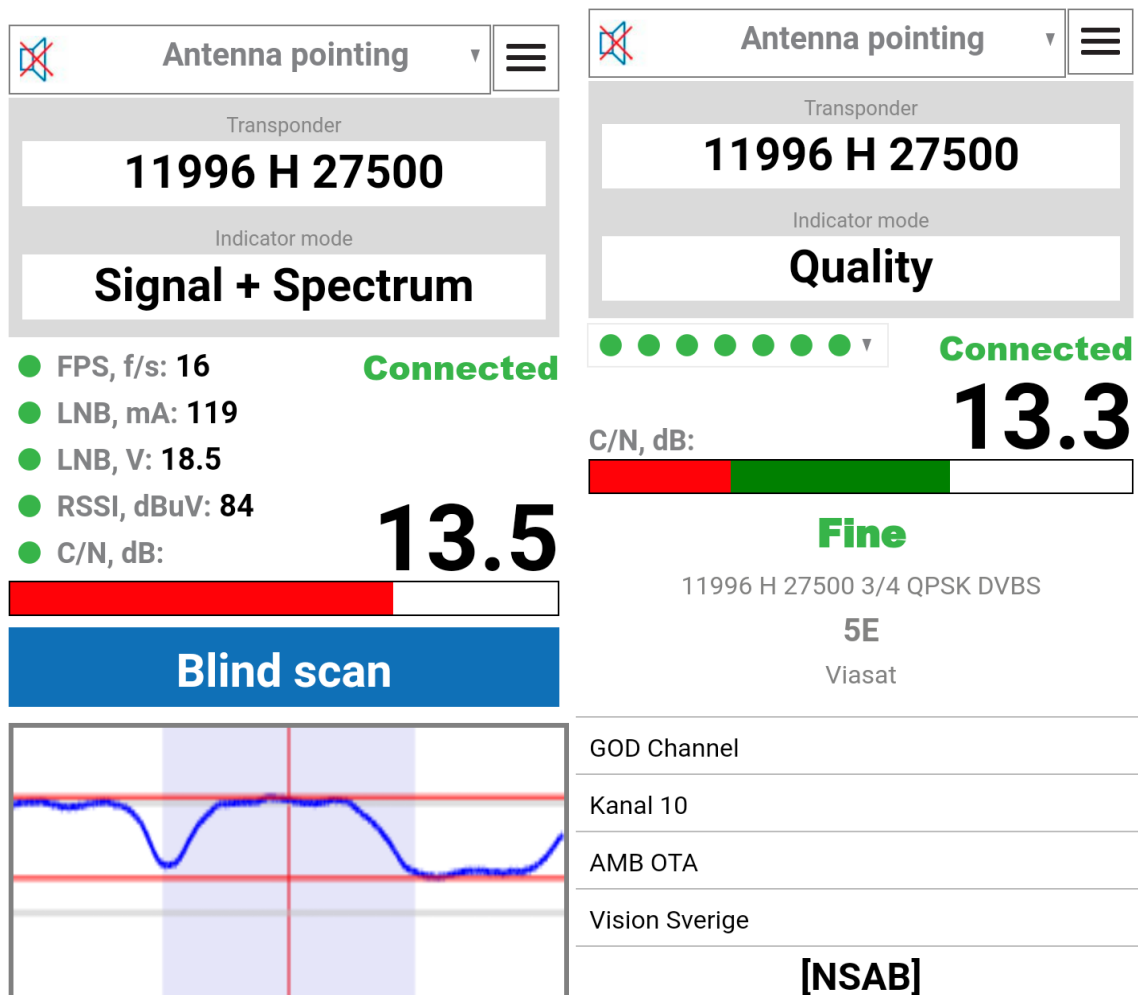 Antenna pointing
Transponder
11996 H 27500
Indicator mode
Signal + Spectrum
FPS, f/s: 16
Connected
LNB, mA: 119
LNB, V: 18.5
RSSI, dBuV: 84
C/N, dB:
13.5
Blind scan
Antenna pointing
Transponder
11996 H 27500
Indicator mode
Quality
Connected
C/N, dB:
13.3
Fine
11996 H 27500 3/4 QPSK DVBS
5E
Viasat
GOD Channel
Kanal 10
AMB OTA
Vision Sverige
[NSAB]